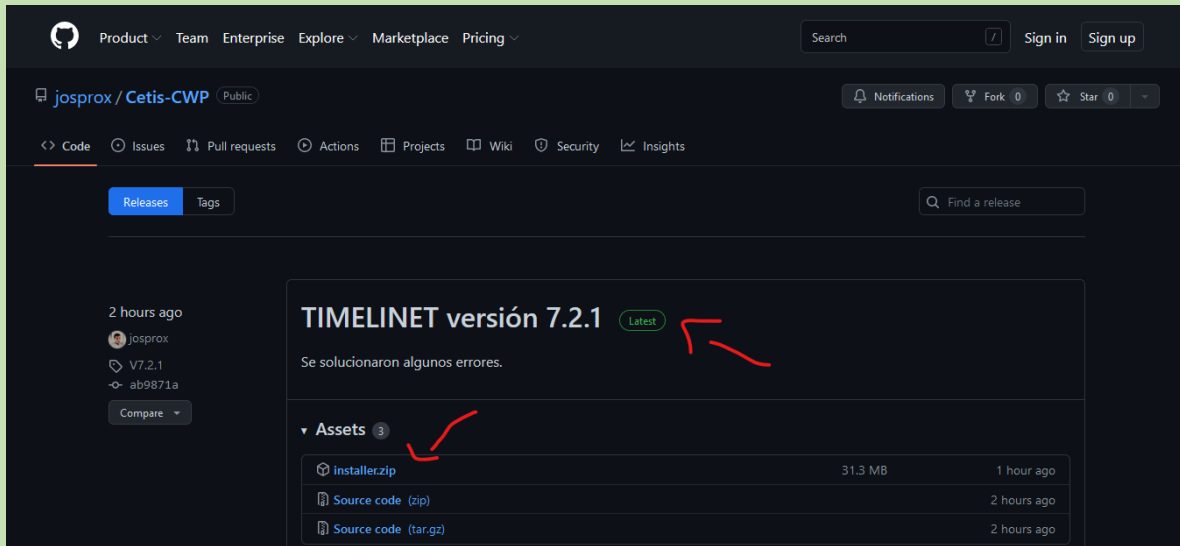 Product Team Enterprise Explore Marketplace Pricing Search / Sign in Sign up
josprox / Cetis-CWP Public Notifications Fork 0 Star 0
<> Code Issues Pull requests Actions Projects Wiki Security Insights
Releases Tags Find a release
2 hours ago
josprox
V7.2.1
ab9871a
Compare
TIMELINET versión 7.2.1 Latest
Se solucionaron algunos errores.
Assets 3
installer.zip 31.3 MB 1 hour ago
Source code (zip) 2 hours ago
Source code (tar.gz) 2 hours ago